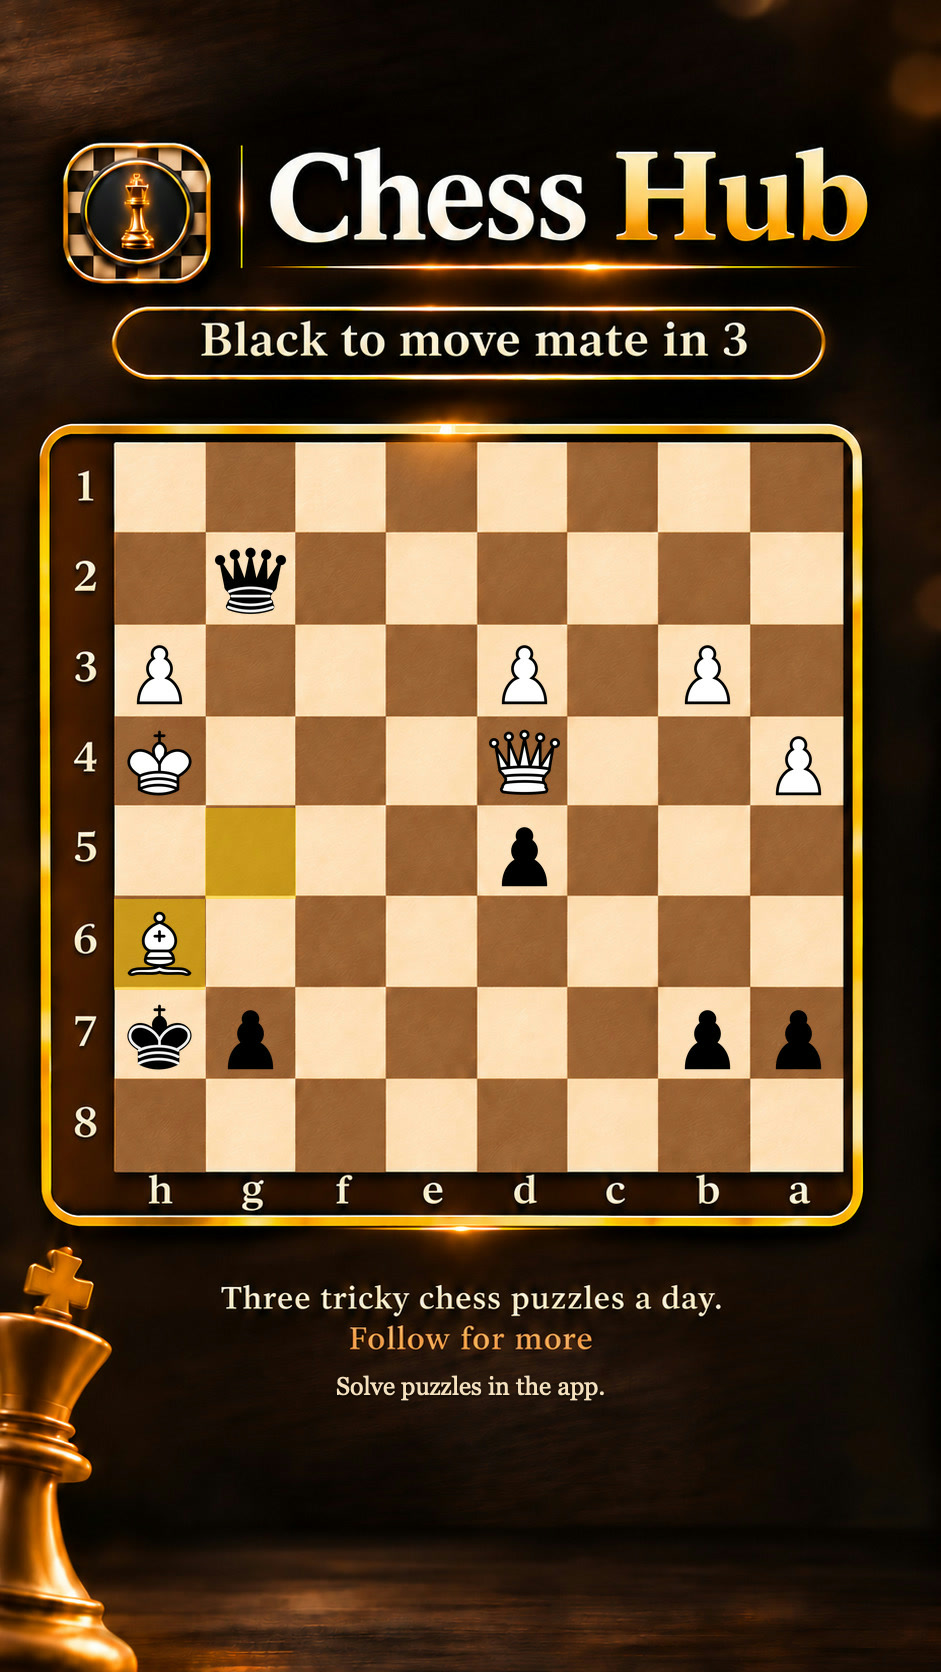 Chess Hub
Black to move mate in 3
1
2
3
4
5
6
7
8
h g f e d c b a
Three tricky chess puzzles a day.
Follow for more
Solve puzzles in the app.